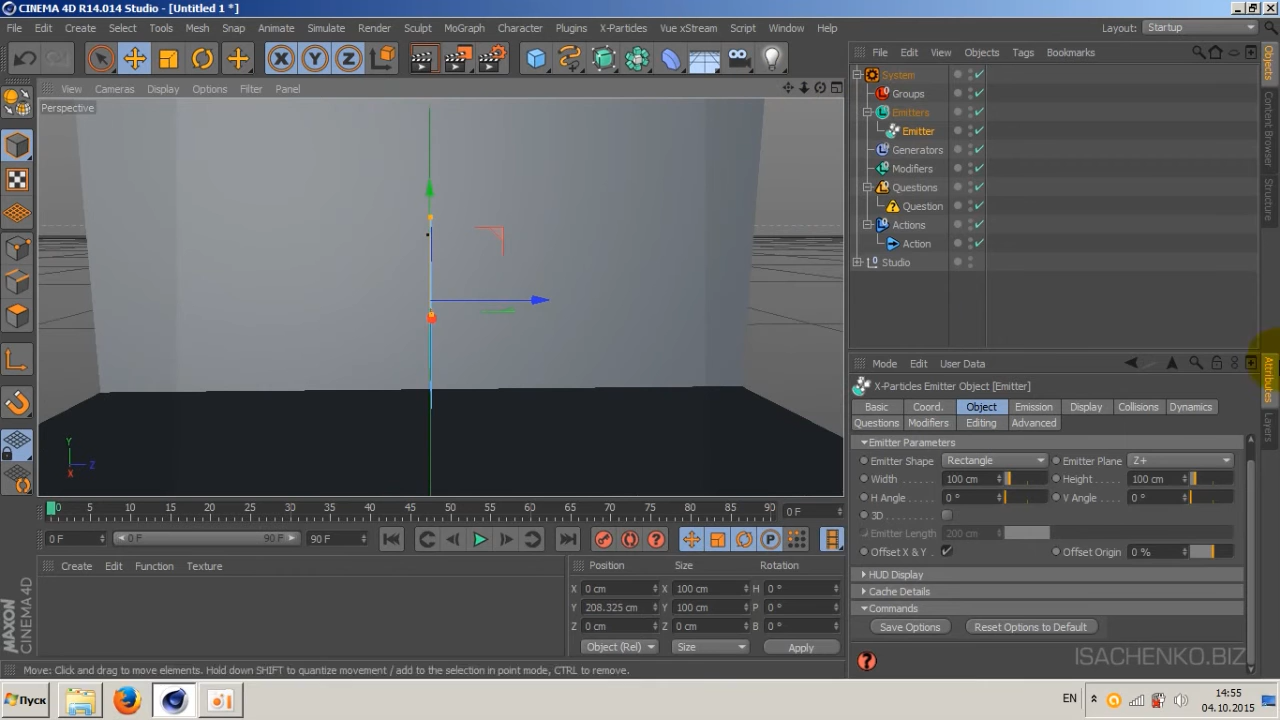 CINEMA 4D R14.014 Studio - [Untitled 1 *]
File Edit Create Select Tools Mesh Snap Animate Simulate Render Sculpt MoGraph Character Plugins X-Particles Vue xStream Script Window Help Layout: Startup
View Cameras Display Options Filter Panel
Perspective
Y
Z
X
File Edit View Objects Tags Bookmarks
System
Groups
Emitters
Emitter
Generators
Modifiers
Questions
Question
Actions
Action
Studio
Objects
Content Browser
Structure
Attributes
Layers
Mode Edit User Data
X-Particles Emitter Object [Emitter]
Basic Coord. Object Emission Display Collisions Dynamics
Questions Modifiers Editing Advanced
Emitter Parameters
Emitter Shape Rectangle Emitter Plane Z+
Width 100 cm Height 100 cm
H Angle 0 ° V Angle 0 °
3D
Emitter Length 200 cm
Offset X & Y Offset Origin 0 %
HUD Display
Cache Details
Commands
Save Options Reset Options to Default
0 5 10 15 20 25 30 35 40 45 50 55 60 65 70 75 80 85 90 0 F
0 F 0 F 90 F 90 F
Create Edit Function Texture
Position Size Rotation
X 0 cm X 100 cm H 0 °
Y 208.325 cm Y 100 cm P 0 °
Z 0 cm Z 0 cm B 0 °
Object (Rel) Size Apply
MAXON CINEMA 4D
Move: Click and drag to move elements. Hold down SHIFT to quantize movement / add to the selection in point mode, CTRL to remove.
ISACHENKO.BIZ
Пуск
EN
14:55
04.10.2015